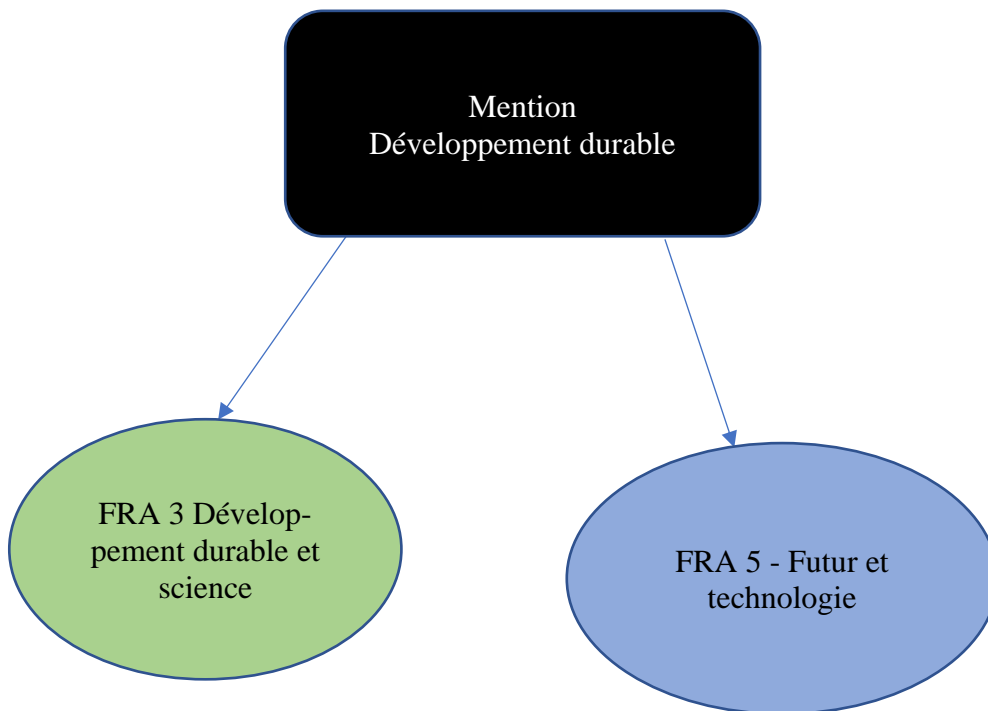 Mention
Développement durable
FRA 3 Dévelop-
pement durable et
science
FRA 5 - Futur et
technologie